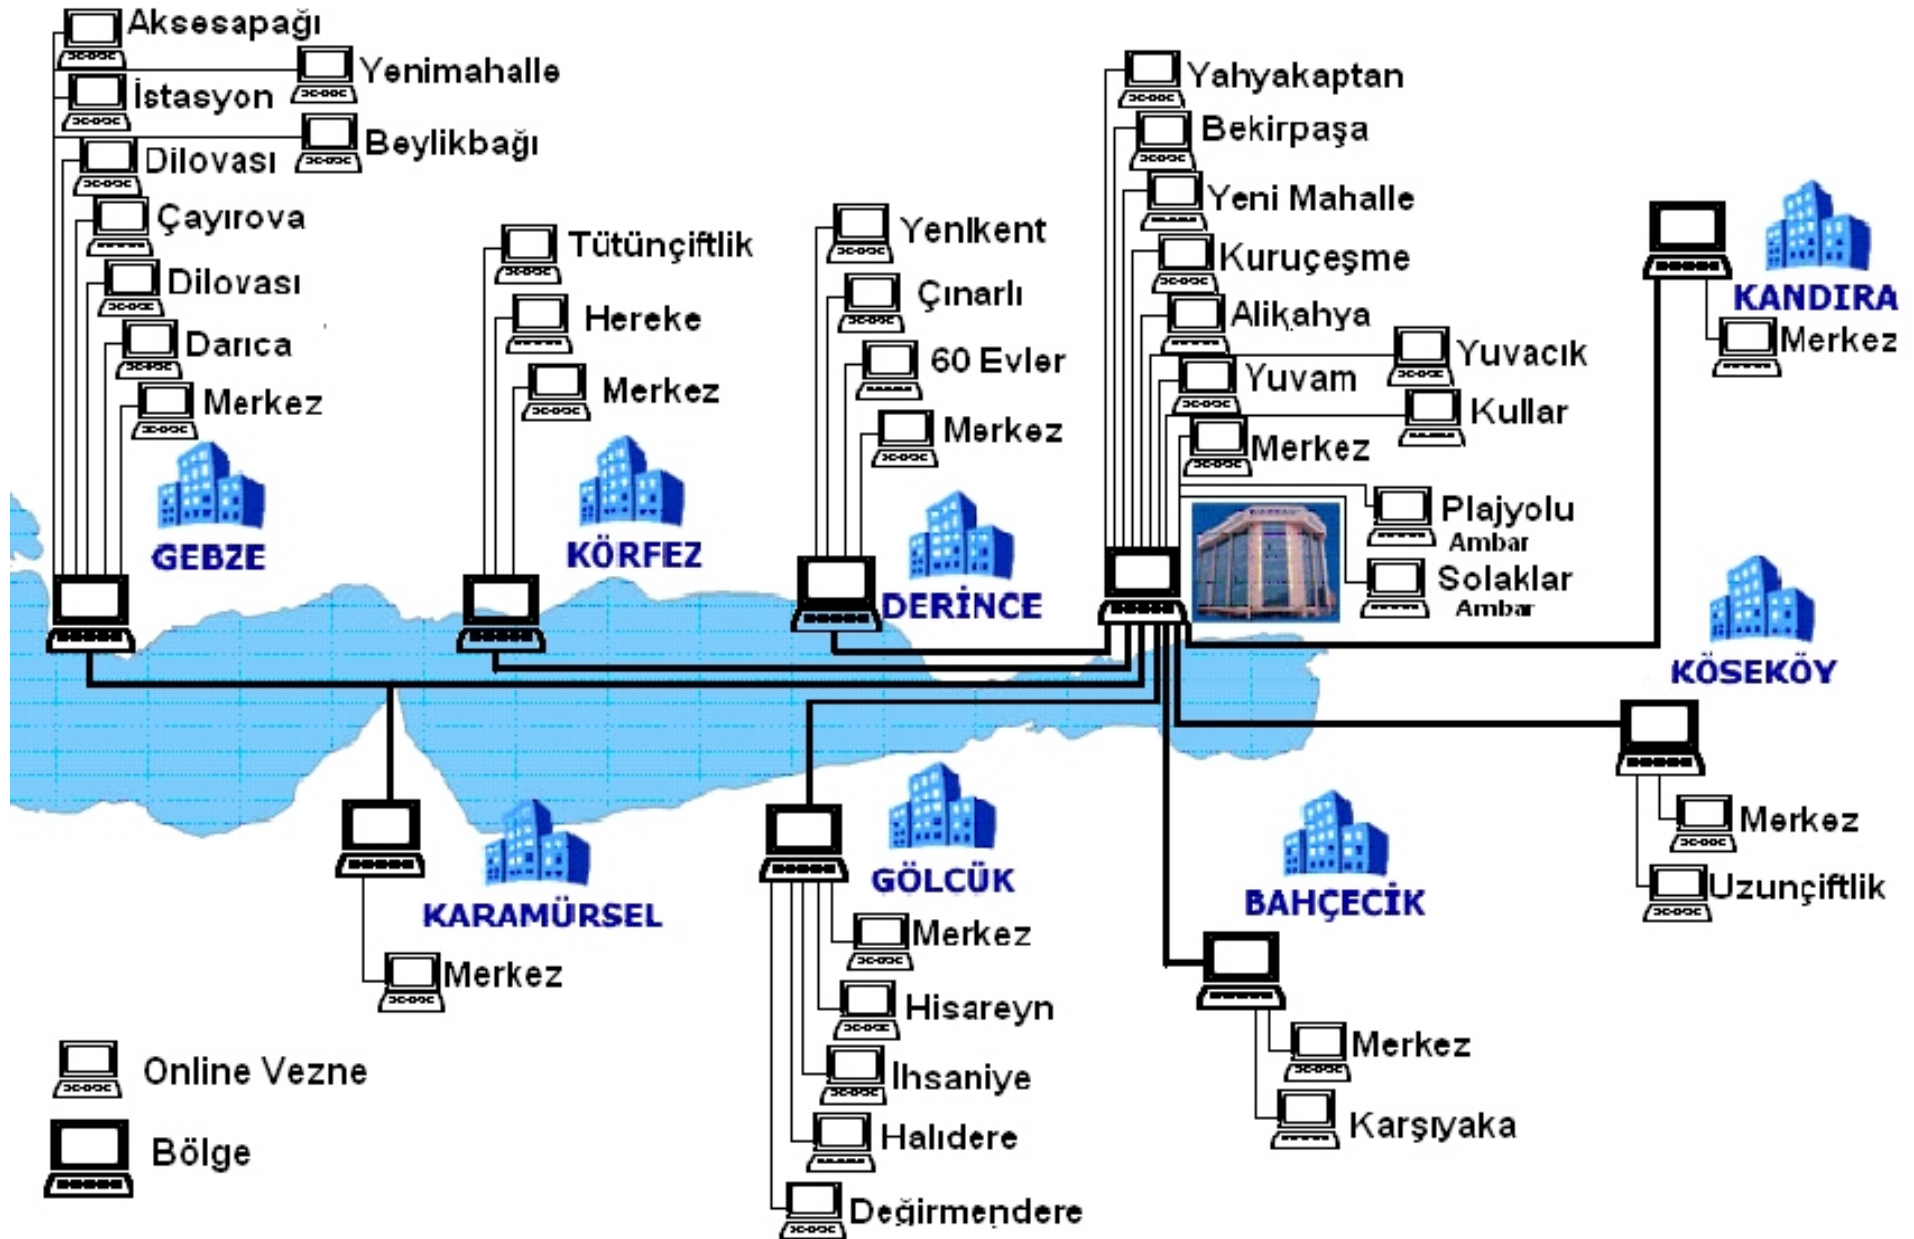 Aksesapağı
Yenimahalle
İstasyon
Beylikbağı
Dilovası
Çayırova
Dilovası
Darıca
Merkez
GEBZE
Tütünçiftlik
Hereke
Merkez
KÖRFEZ
Yenikent
Çınarlı
60 Evler
Merkez
DERİNCE
Yahyakaptan
Bekirpaşa
Yeni Mahalle
Kuruçeşme
Alikahya
Yuvacık
Yuvam
Kullar
Merkez
Plajyolu
Ambar
Solaklar
Ambar
KANDIRA
Merkez
KÖSEKÖY
Merkez
Uzunçiftlik
KARAMÜRSEL
Merkez
GÖLCÜK
Merkez
Hisareyn
İhsaniye
Halıdere
Değirmendere
BAHÇECİK
Merkez
Karşıyaka
Online Vezne
Bölge